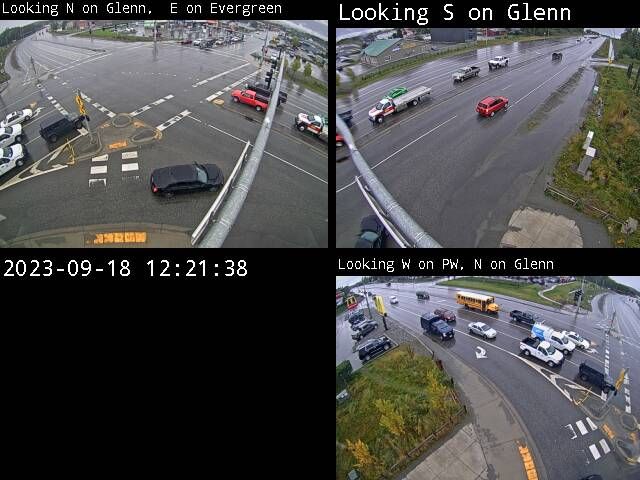 Looking N on Glenn,  E on Evergreen
Looking S on Glenn
2023-09-18 12:21:38
Looking W on PW, N on Glenn